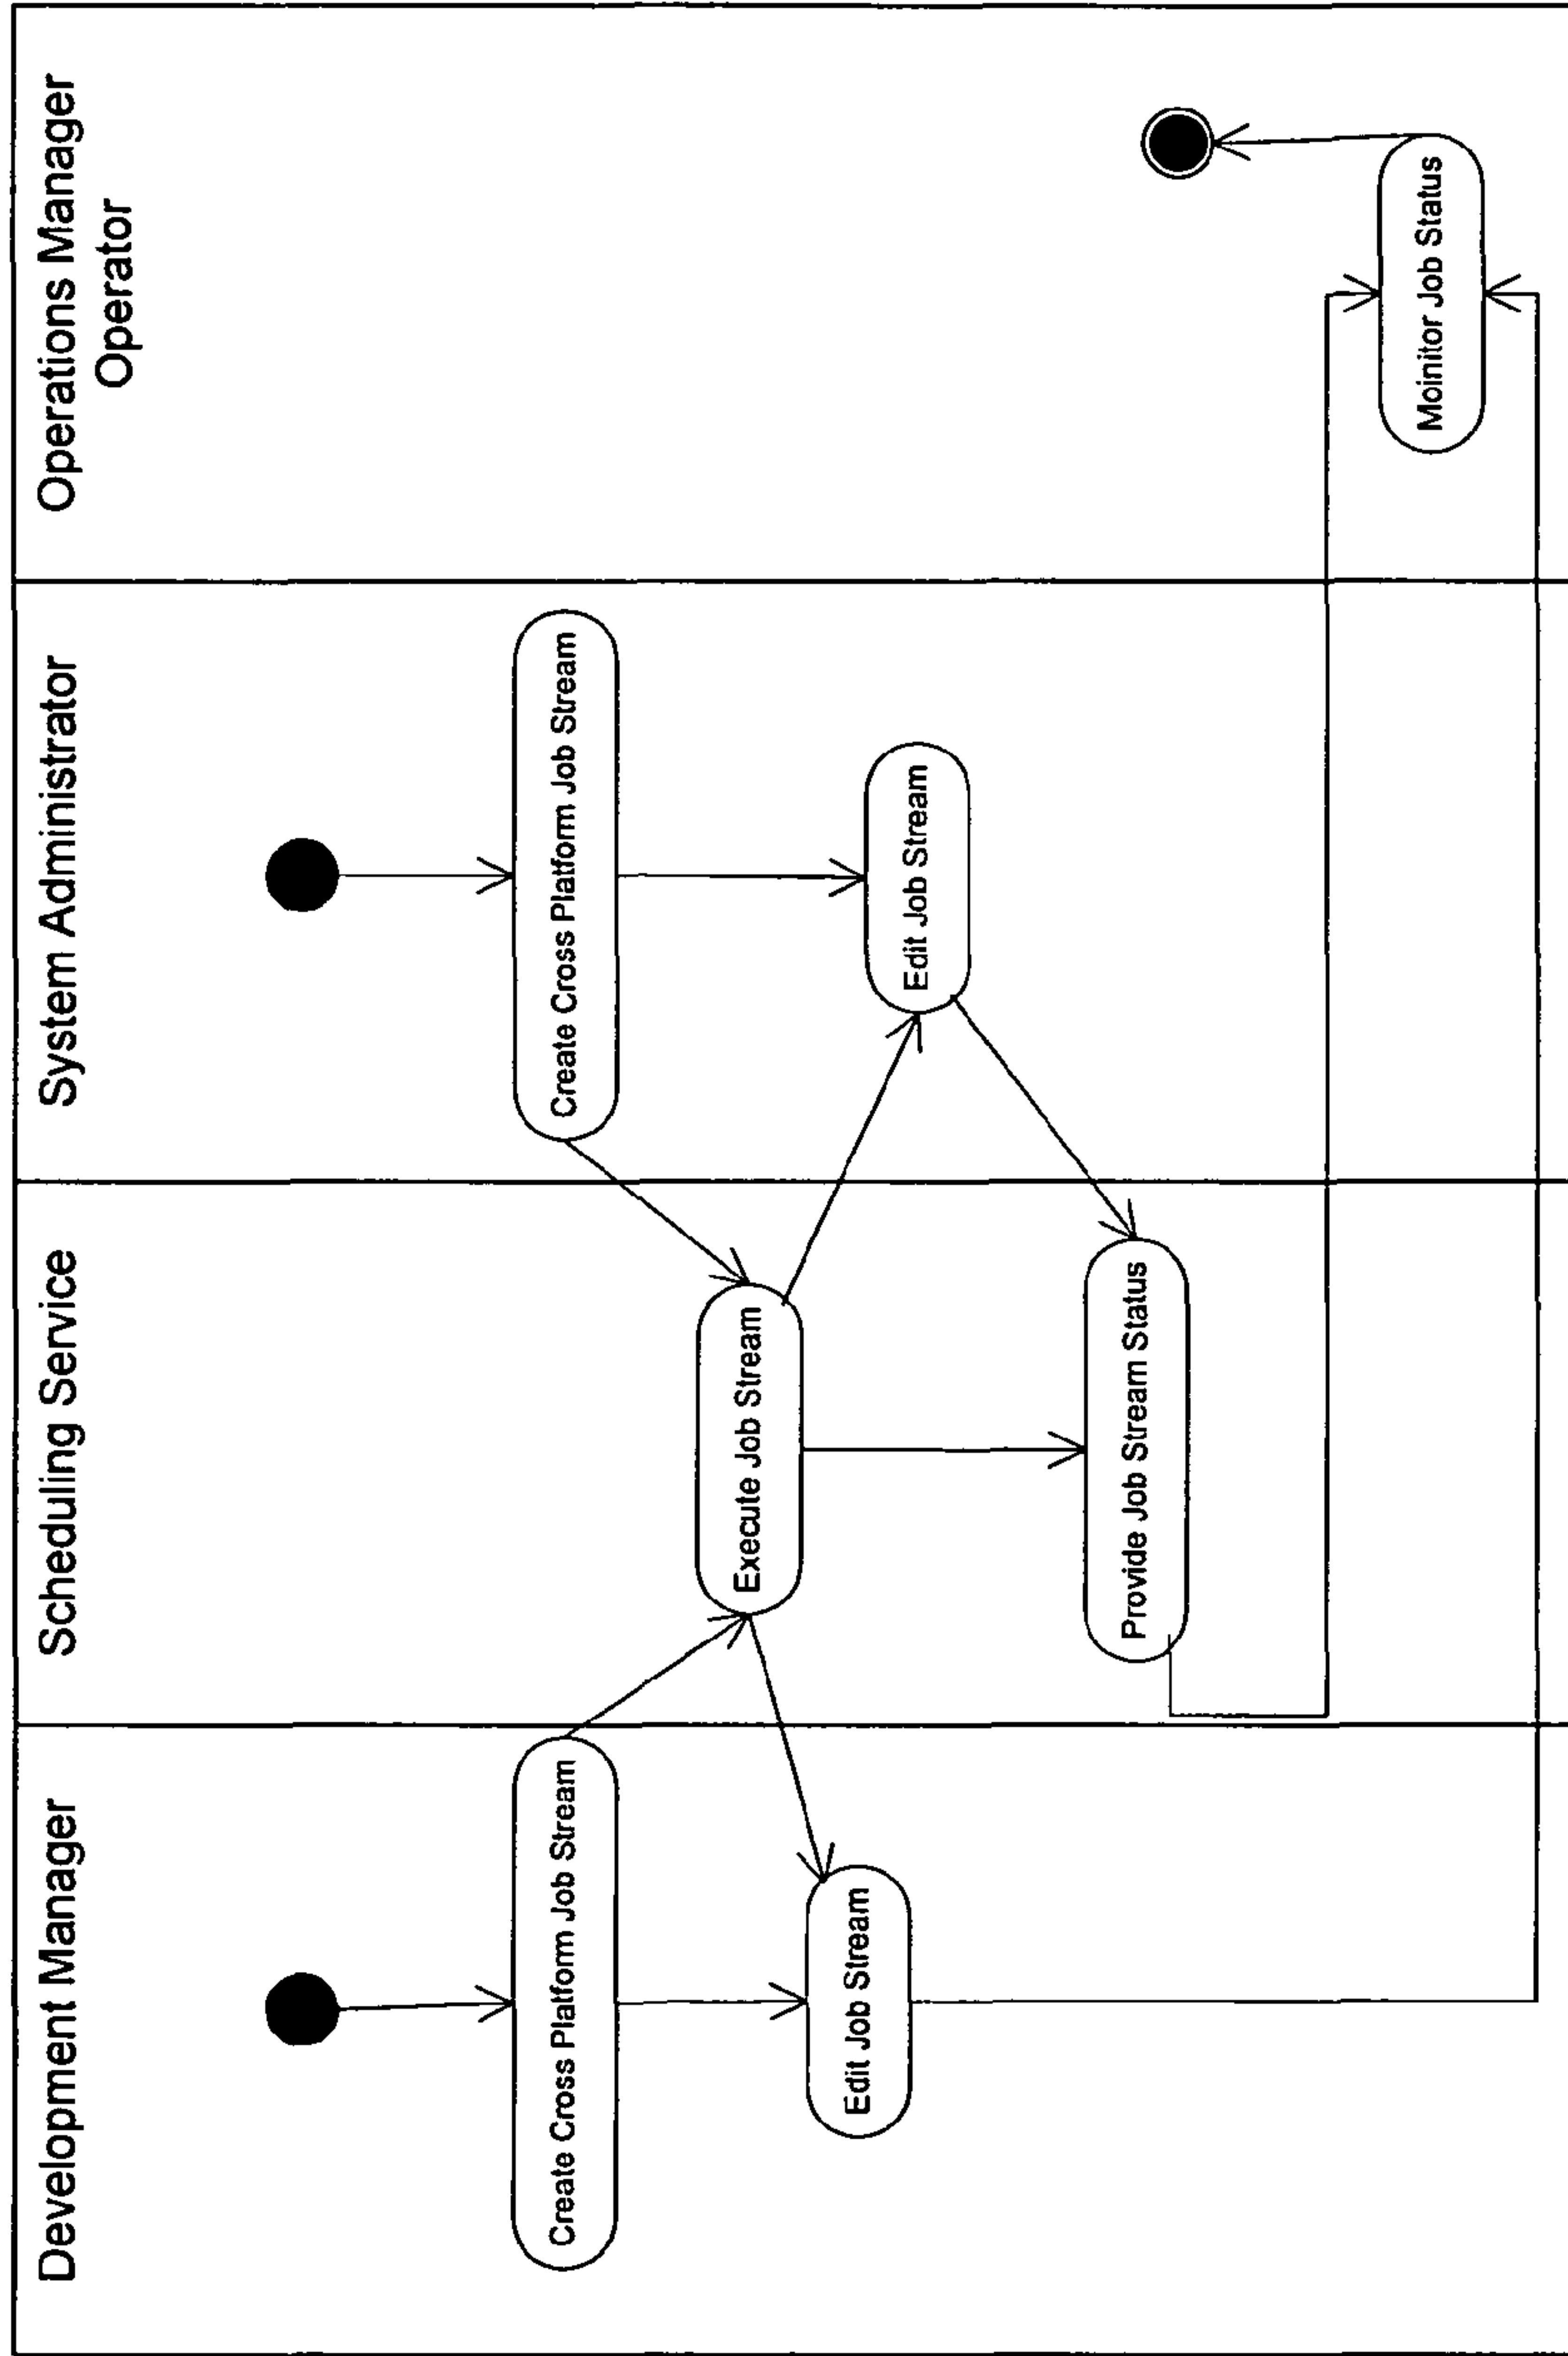 Development Manager
Scheduling Service
System Administrator
Operations Manager
Operator
Create Cross Platform Job Stream
Create Cross Platform Job Stream
Execute Job Stream
Edit Job Stream
Edit Job Stream
Provide Job Stream Status
Moinitor Job Status